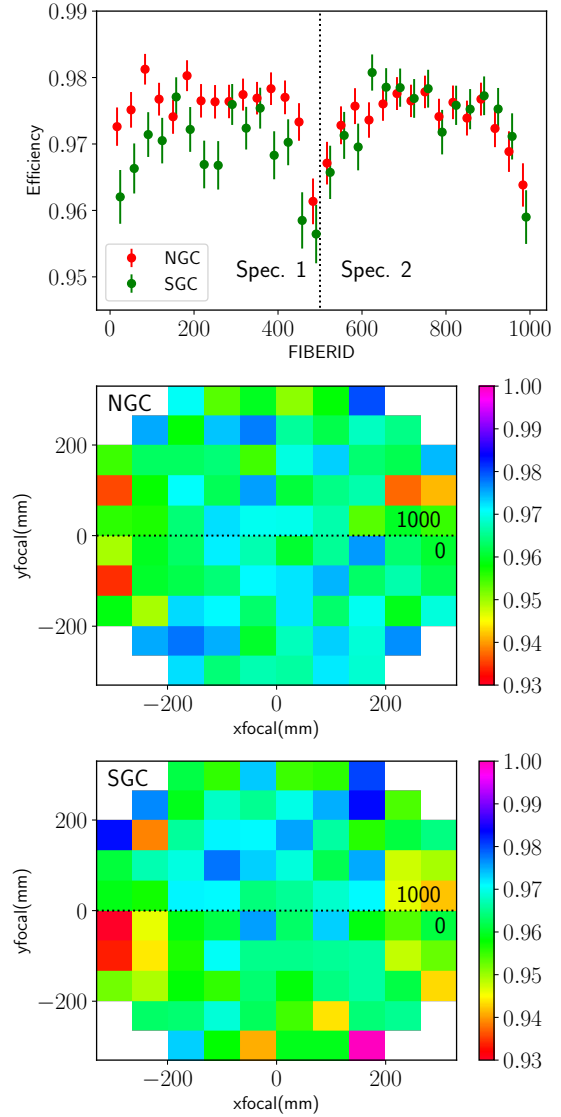 0.99
0.98
0.97
0.96
0.95
Efficiency
NGC
SGC
Spec. 1
Spec. 2
0 200 400 600 800 1000
FIBERID
NGC
200
0
−200
yfocal(mm)
1000
0
−200 0 200
xfocal(mm)
1.00
0.99
0.98
0.97
0.96
0.95
0.94
0.93
SGC
200
0
−200
yfocal(mm)
1000
0
−200 0 200
xfocal(mm)
1.00
0.99
0.98
0.97
0.96
0.95
0.94
0.93